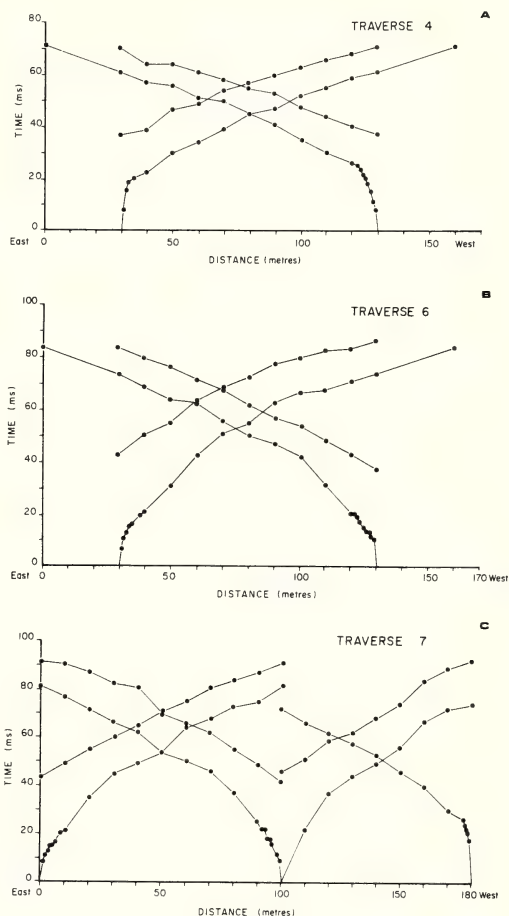 A
TRAVERSE 4
80
60
40
20
0
TIME (ms)
East 0 50 100 150 West
DISTANCE (metres)
B
TRAVERSE 6
100
80
60
40
20
0
TIME (ms)
East 0 50 100 150 170 West
DISTANCE (metres)
C
TRAVERSE 7
100
80
60
40
20
0
TIME (ms)
East 0 50 100 150 180 West
DISTANCE (metres)